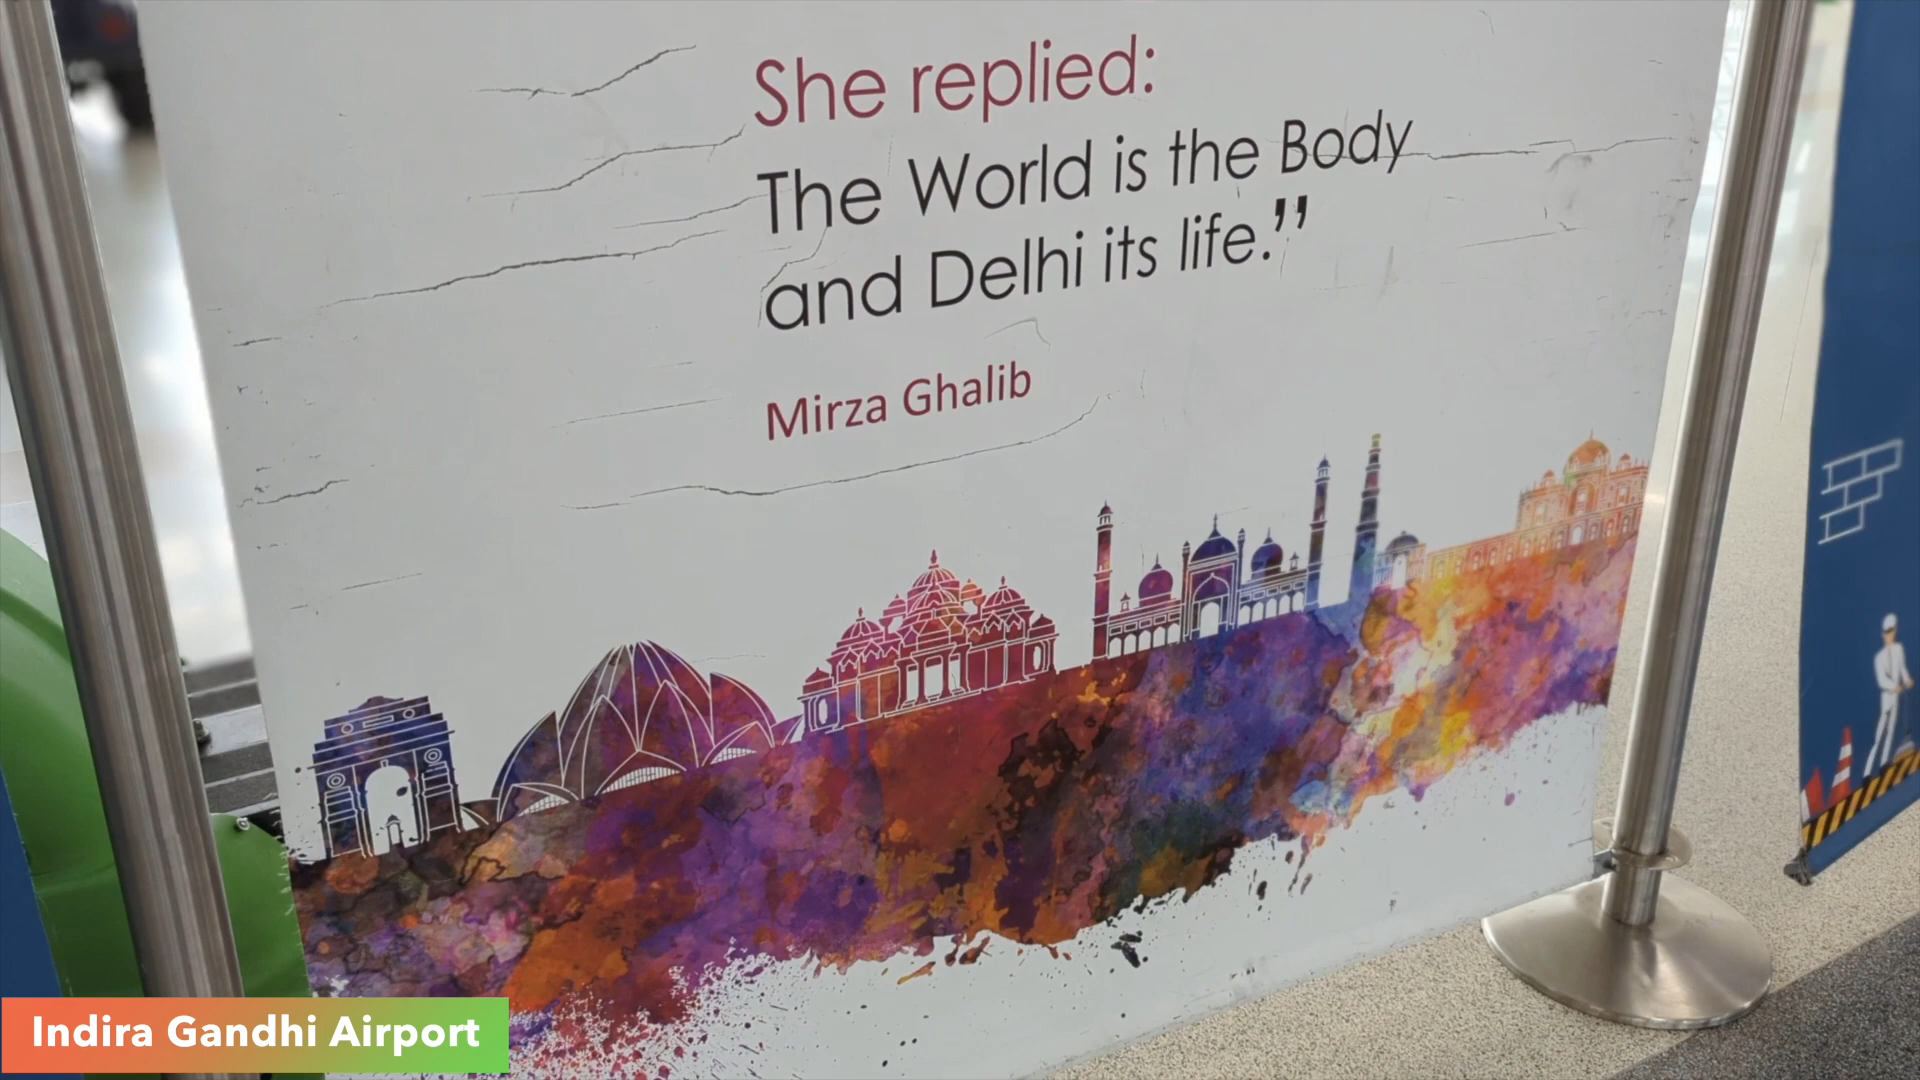 She replied:
The World is the Body
and Delhi its life.”
Mirza Ghalib
Indira Gandhi Airport